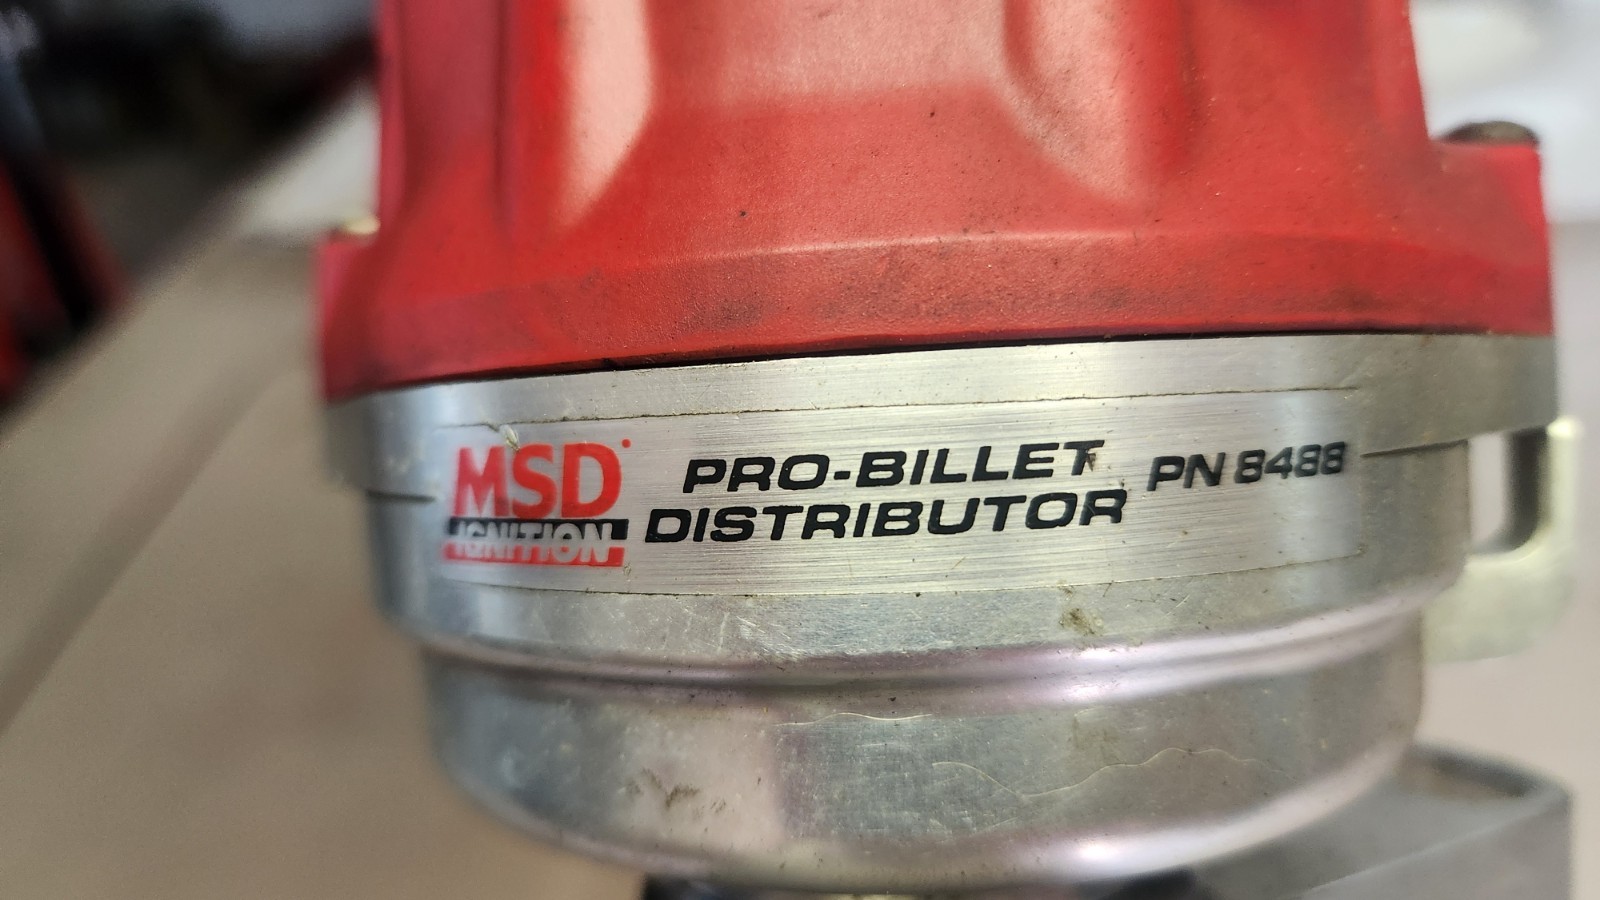 MSD
IGNITION
PRO-BILLET
DISTRIBUTOR
PN 8488